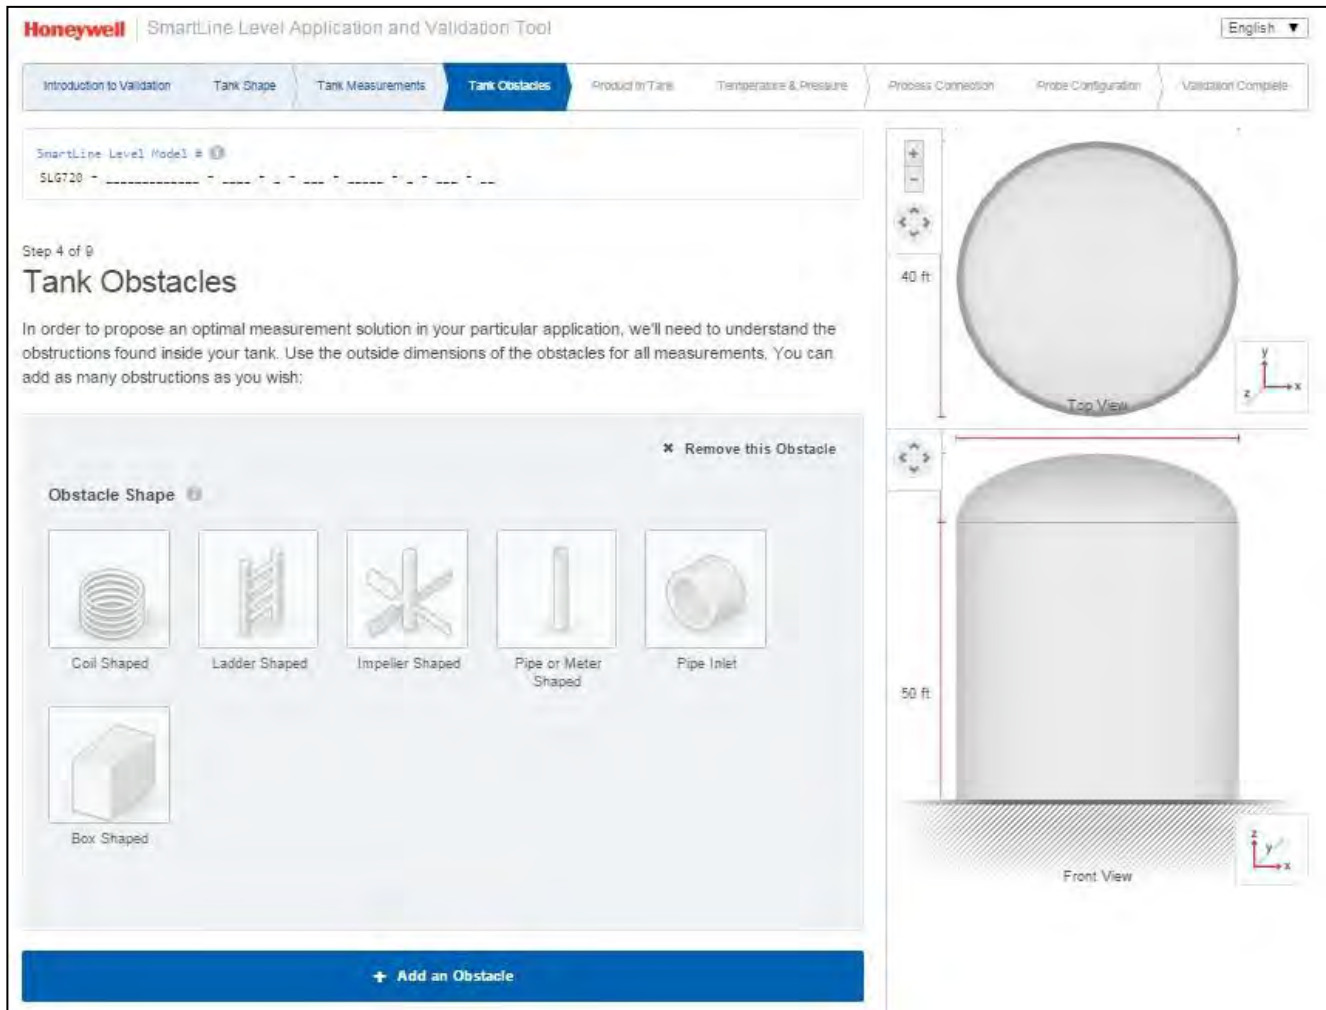 Honeywell SmartLine Level Application and Validation Tool
English ▼
Introduction to Validation Tank Shape Tank Measurements Tank Obstacles Product in Tank Temperature & Pressure Process Connection Probe Configuration Validation Complete
SmartLine Level Model #
SLG720 - _____________ - ____ - _ - ___ - _____ - _ - ___ - __
Step 4 of 9
Tank Obstacles
In order to propose an optimal measurement solution in your particular application, we'll need to understand the
obstructions found inside your tank. Use the outside dimensions of the obstacles for all measurements. You can
add as many obstructions as you wish:
✖ Remove this Obstacle
Obstacle Shape
Coil Shaped Ladder Shaped Impeller Shaped Pipe or Meter Pipe Inlet
Shaped
Box Shaped
+ Add an Obstacle
+
-
40 ft
Top View
y
z x
50 ft
Front View
z
y
x